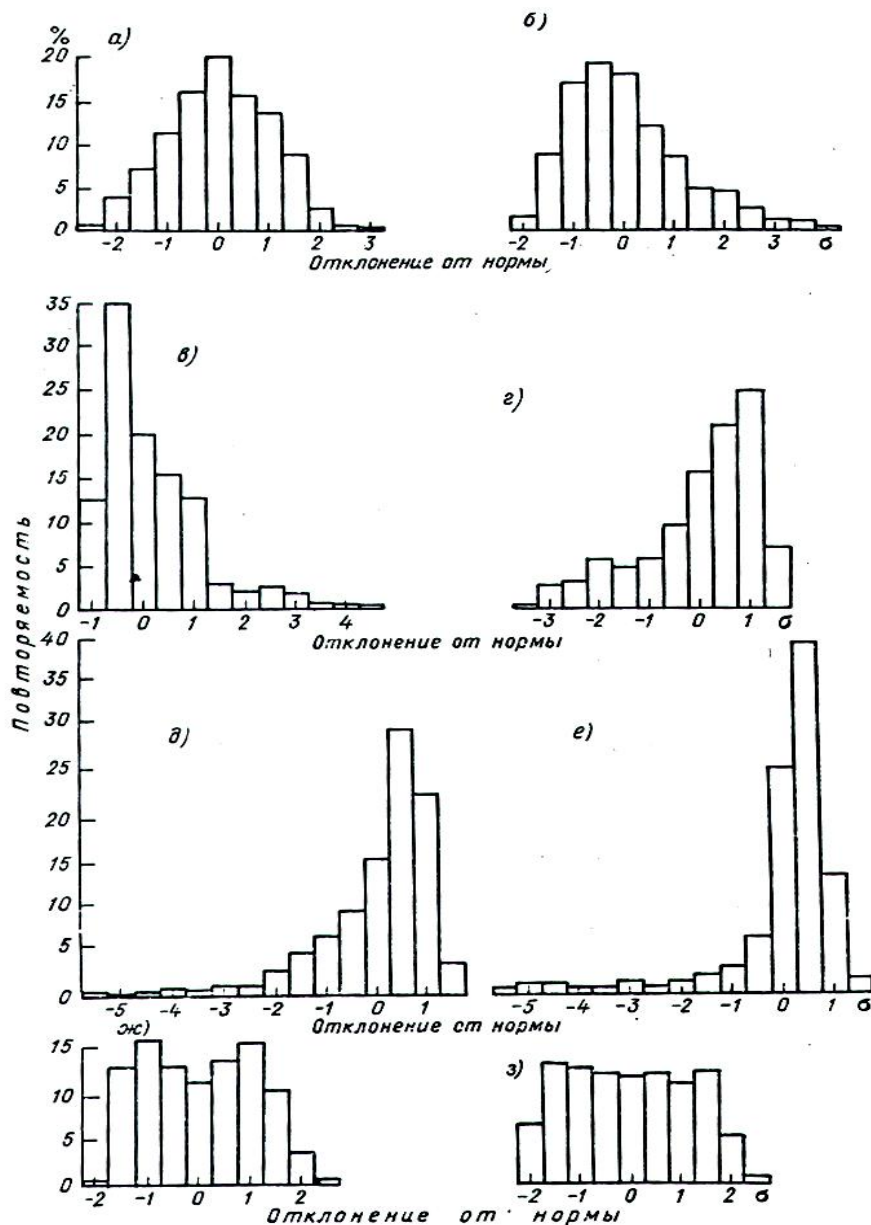 % а) б)
20
15
10
5
0
-2 -1 0 1 2 3
-2 -1 0 1 2 3 σ
Отклонение от нормы
35
30
25
20
15
10
5
0
в) г)
-1 0 1 2 3 4
-3 -2 -1 0 1 σ
Отклонение от нормы
Повторяемость
40
30
25
20
15
10
5
0
д) е)
-5 -4 -3 -2 -1 0 1
-5 -4 -3 -2 -1 0 1 σ
Отклонение от нормы
ж) з)
15
10
5
0
-2 -1 0 1 2
-2 -1 0 1 2 σ
Отклонение от нормы